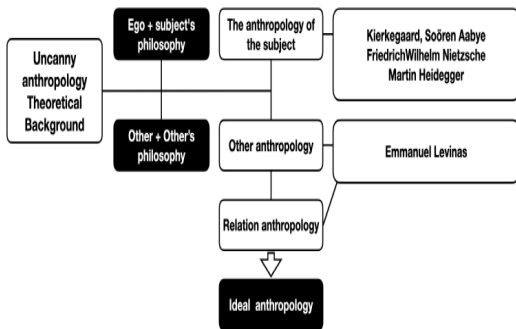 Uncanny
anthropology
Theoretical
Background
Ego + subject's
philosophy
Other + Other's
philosophy
The anthropology of
the subject
Other anthropology
Relation anthropology
Ideal anthropology
Kierkegaard, Soören Aabye
FriedrichWilhelm Nietzsche
Martin Heidegger
Emmanuel Levinas